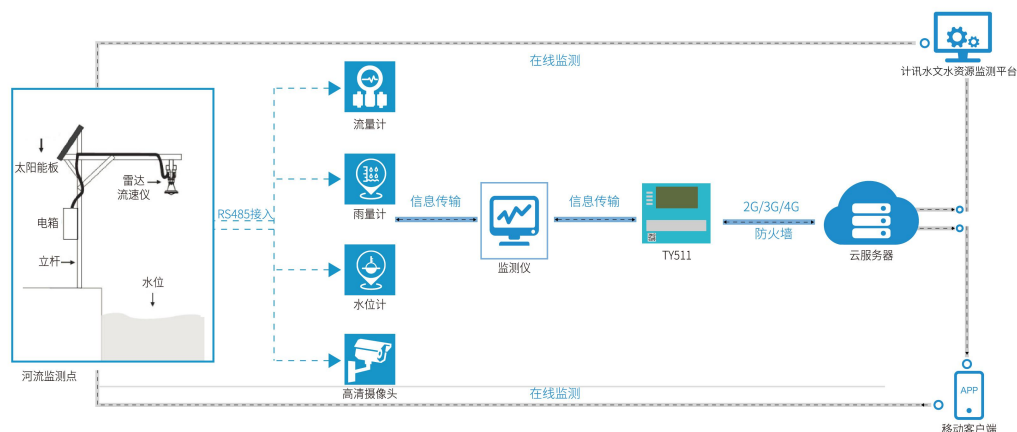 在线监测
计讯水文水资源监测平台
太阳能板
雷达
流速仪
电箱
立杆
水位
河流监测点
RS485接入
流量计
雨量计
水位计
高清摄像头
信息传输
监测仪
信息传输
TY511
2G/3G/4G
防火墙
云服务器
在线监测
APP
移动客户端